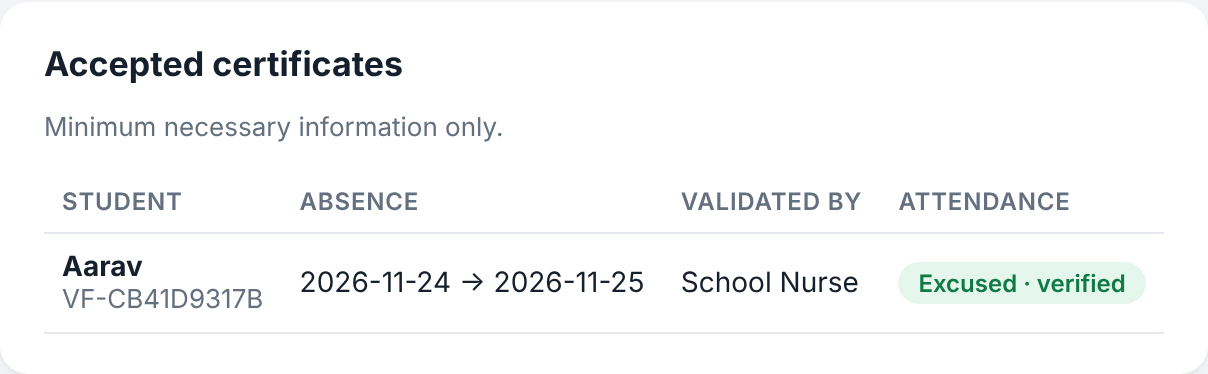 Accepted certificates
Minimum necessary information only.
STUDENT ABSENCE VALIDATED BY ATTENDANCE
Aarav
VF-CB41D9317B
2026-11-24 → 2026-11-25 School Nurse Excused · verified